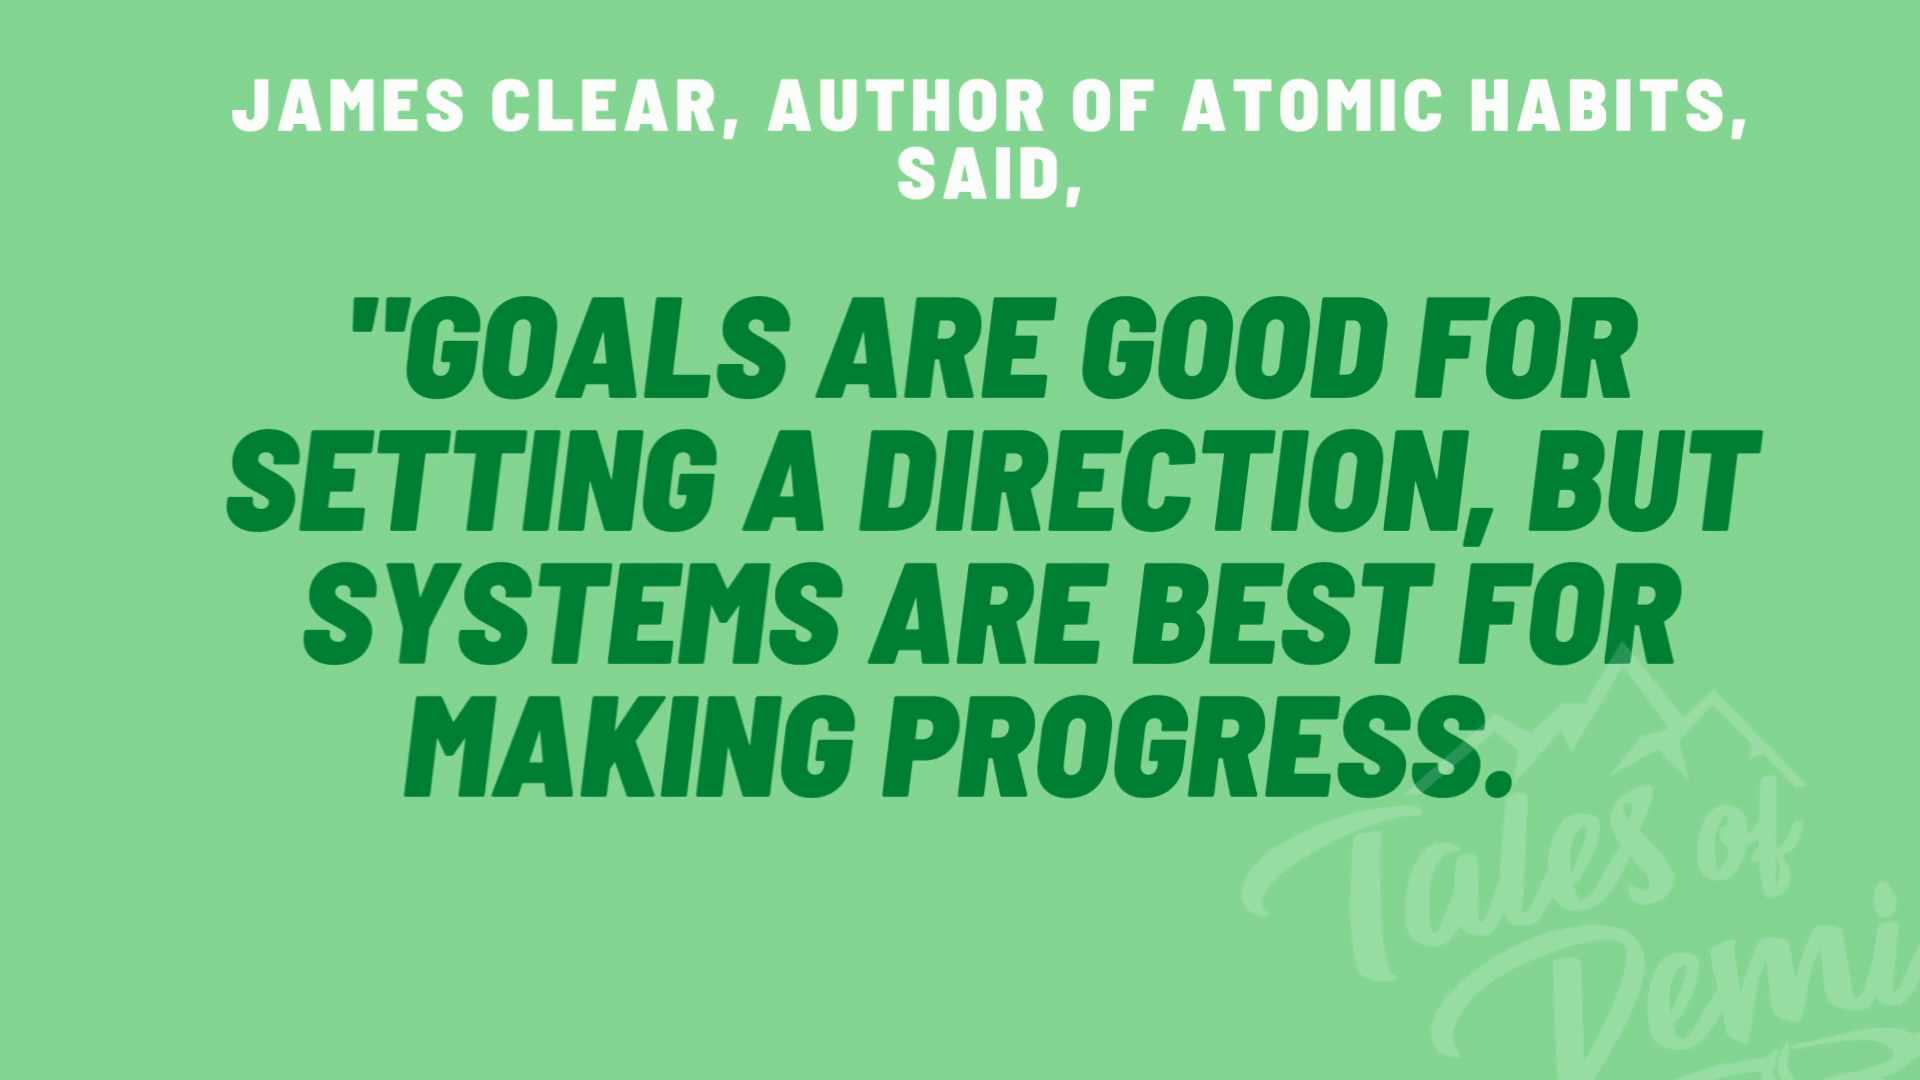 JAMES CLEAR, AUTHOR OF ATOMIC HABITS,
SAID,
"GOALS ARE GOOD FOR
SETTING A DIRECTION, BUT
SYSTEMS ARE BEST FOR
MAKING PROGRESS.
Tales of
Demi